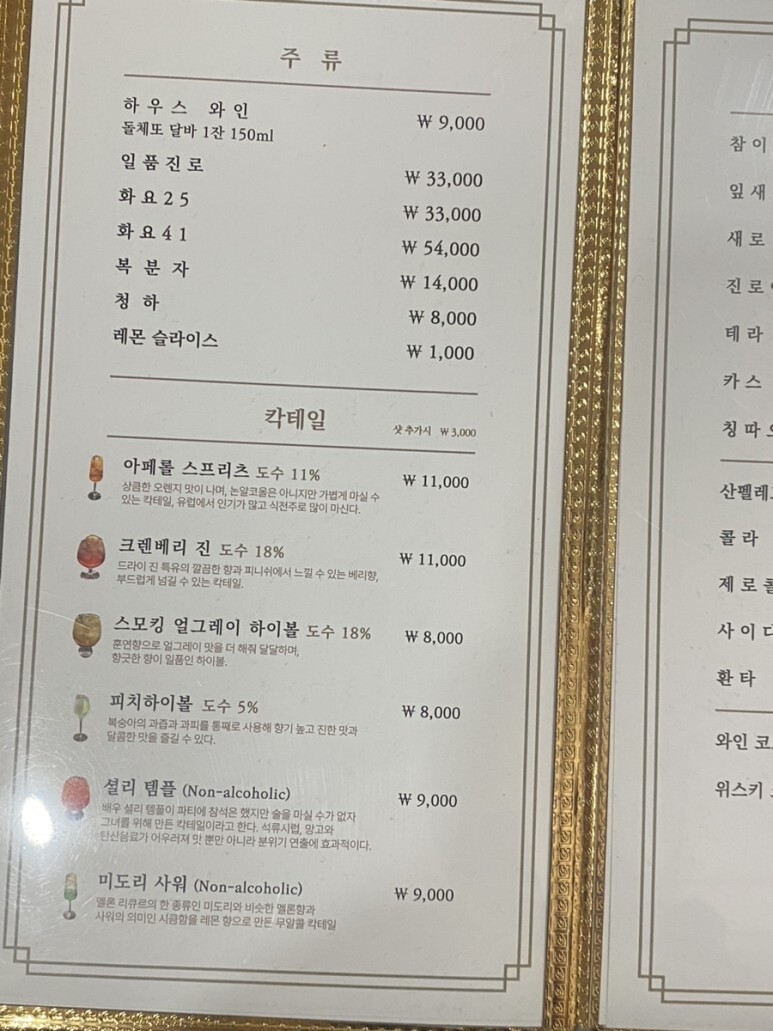 주 류
하우스 와인 ₩ 9,000
돌체또 달바 1잔 150ml
일품진로 ₩ 33,000
화요25 ₩ 33,000
화요41 ₩ 54,000
복 분 자 ₩ 14,000
청 하 ₩ 8,000
레몬 슬라이스 ₩ 1,000
칵테일 샷 추가시 ₩ 3,000
아페롤 스프리츠 도수 11% ₩ 11,000
상큼한 오렌지 맛이 나며, 논알코올은 아니지만 가볍게 마실 수
있는 칵테일, 유럽에서 인기가 많고 식전주로 많이 마신다.
크렌베리 진 도수 18% ₩ 11,000
드라이 진 특유의 깔끔한 향과 피니쉬에서 느낄 수 있는 베리향,
부드럽게 넘길 수 있는 칵테일.
스모킹 얼그레이 하이볼 도수 18% ₩ 8,000
훈연향으로 얼그레이 맛을 더 해줘 달달하며,
향긋한 향이 일품인 하이볼.
피치하이볼 도수 5% ₩ 8,000
복숭아의 과즙과 과피를 통째로 사용해 향기 높고 진한 맛과
달콤한 맛을 즐길 수 있다.
셜리 템플 (Non-alcoholic) ₩ 9,000
배우 셜리 템플이 파티에 참석은 했지만 술을 마실 수가 없자
그녀를 위해 만든 칵테일이라고 한다. 석류시럽, 망고와
탄산음료가 어우러져 맛 뿐만 아니라 분위기 연출에 효과적이다.
미도리 사워 (Non-alcoholic) ₩ 9,000
멜론 리큐르의 한 종류인 미도리와 비슷한 멜론향과
사워의 의미인 시큼함을 레몬 향으로 만든 무알콜 칵테일
참 이
잎 새
새 로
진 로
테 라
카 스
칭 따 오
산펠레
콜 라
제 로 콜
사 이 다
환 타
와인 코
위스키